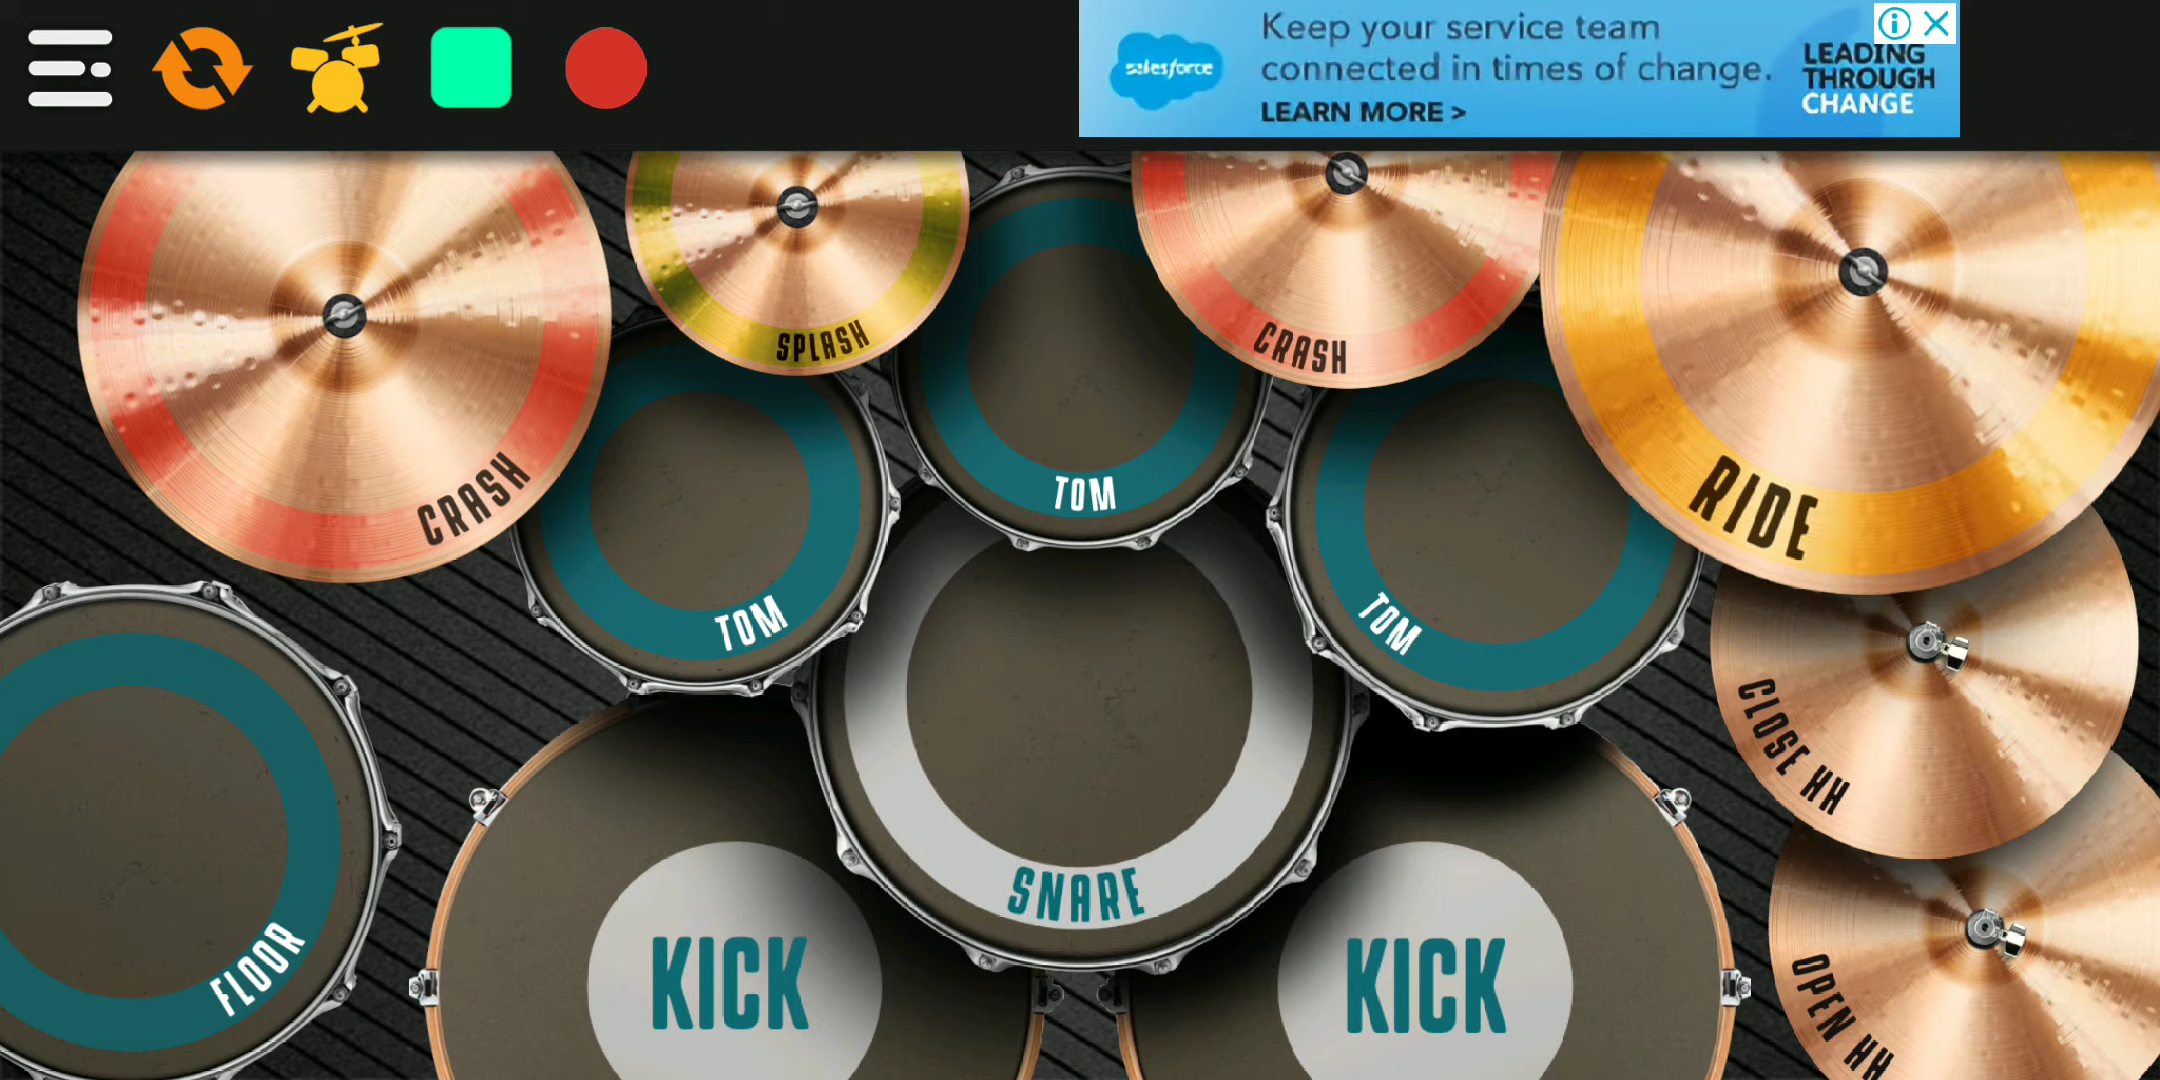 salesforce
Keep your service team
connected in times of change.
LEARN MORE >
LEADING
THROUGH
CHANGE
CRASH
SPLASH
TOM
CRASH
RIDE
TOM
TOM
CLOSE HH
FLOOR
SNARE
KICK
KICK
OPEN HH